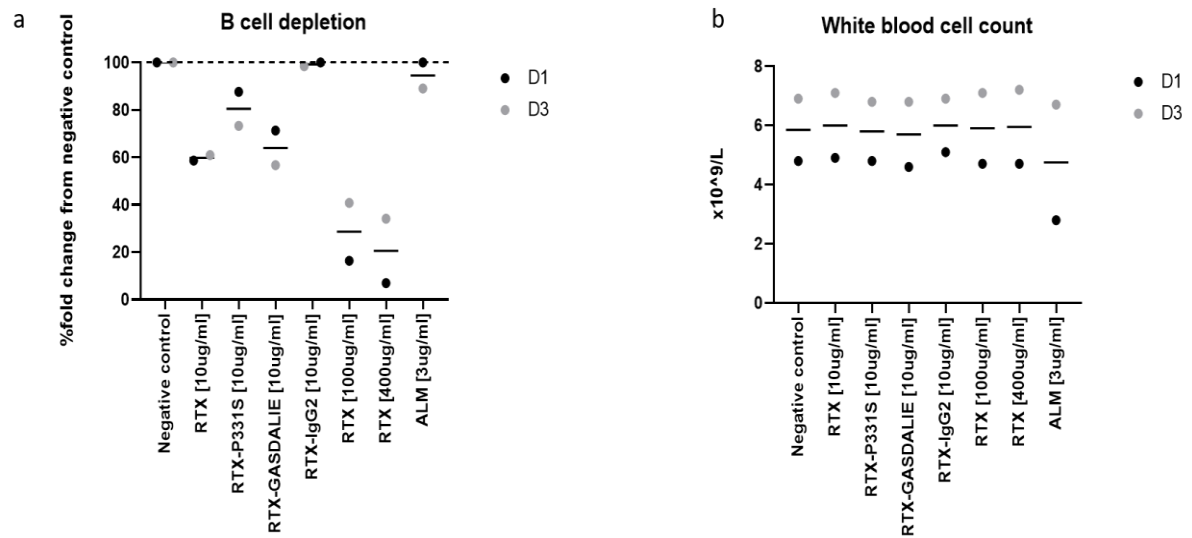 a
B cell depletion
%fold change from negative control
100
80
60
40
20
0
D1
D3
Negative control
RTX [10ug/ml]
RTX-P331S [10ug/ml]
RTX-GASDALIE [10ug/ml]
RTX-IgG2 [10ug/ml]
RTX [100ug/ml]
RTX [400ug/ml]
ALM [3ug/ml]
b
White blood cell count
x10^9/L
8
6
4
2
0
D1
D3
Negative control
RTX [10ug/ml]
RTX-P331S [10ug/ml]
RTX-GASDALIE [10ug/ml]
RTX-IgG2 [10ug/ml]
RTX [100ug/ml]
RTX [400ug/ml]
ALM [3ug/ml]